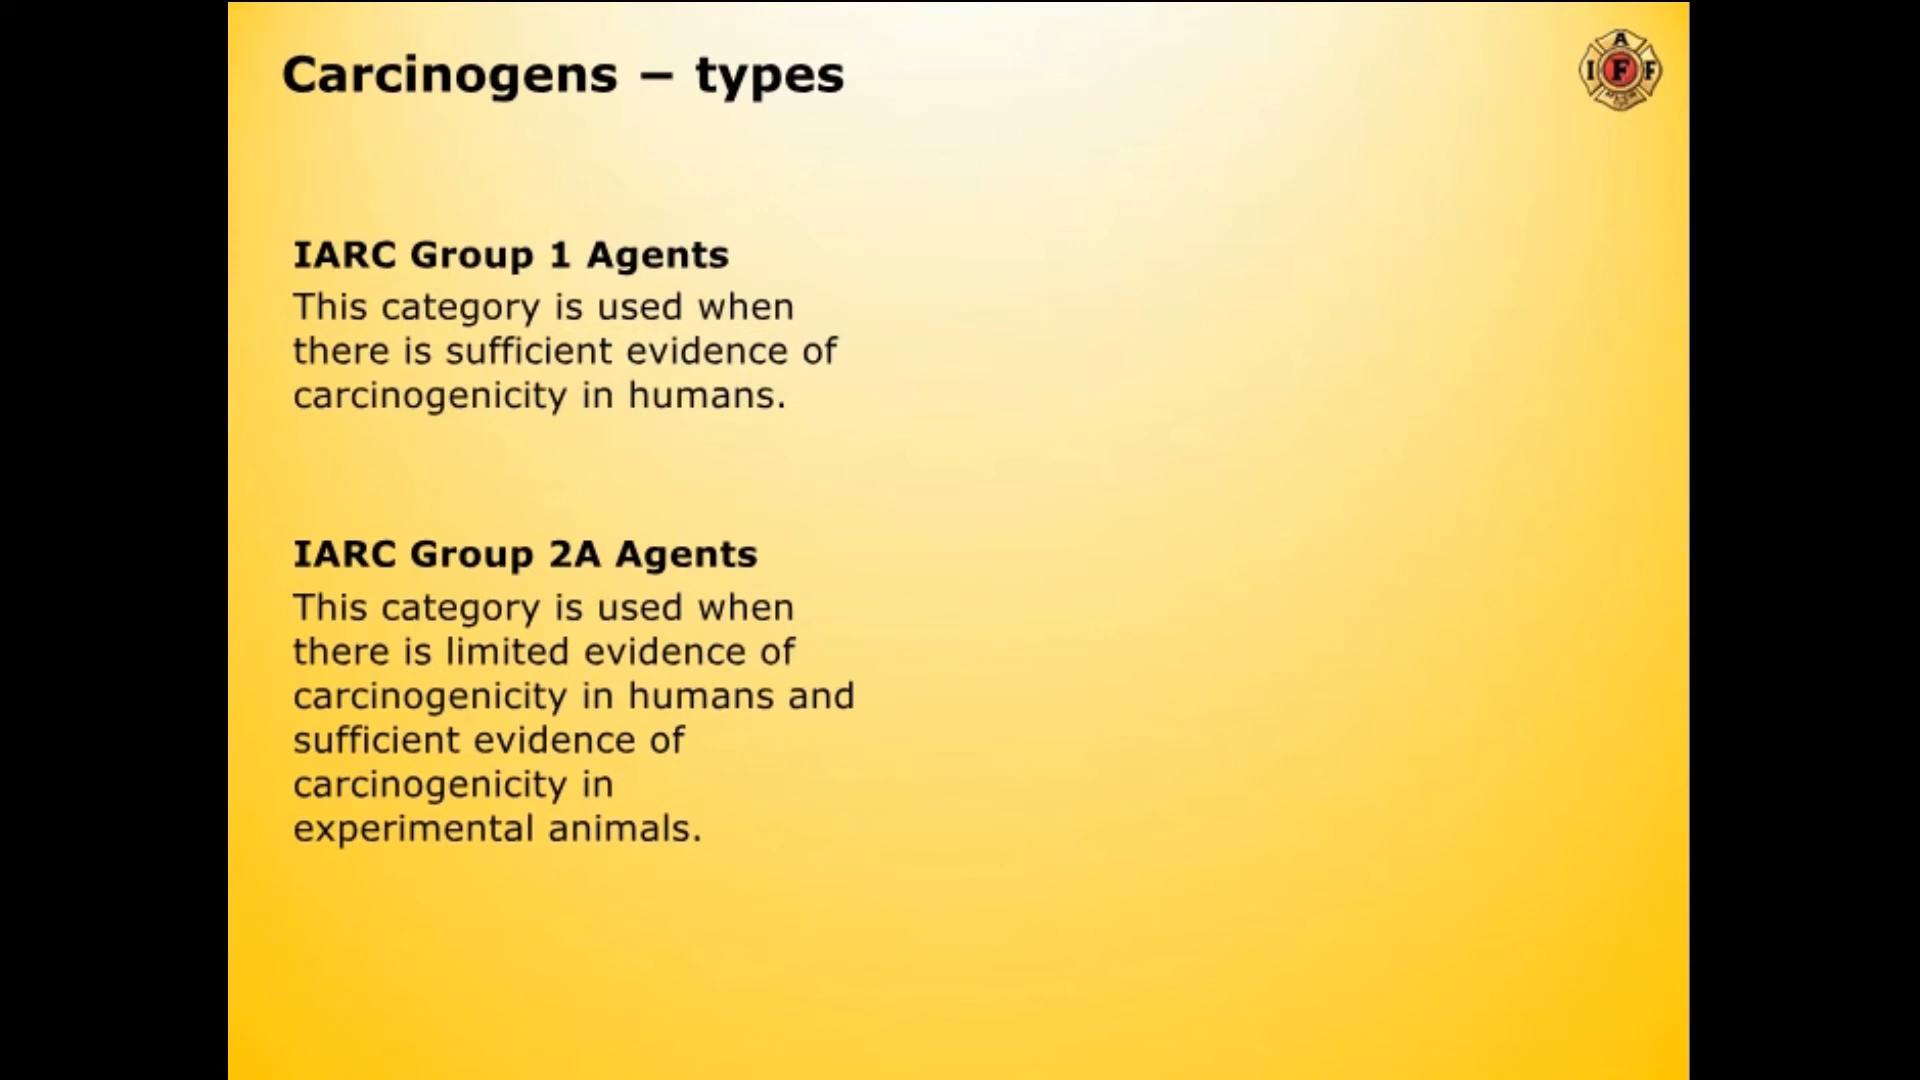 Carcinogens – types
A
I F F
IARC Group 1 Agents
This category is used when
there is sufficient evidence of
carcinogenicity in humans.
IARC Group 2A Agents
This category is used when
there is limited evidence of
carcinogenicity in humans and
sufficient evidence of
carcinogenicity in
experimental animals.